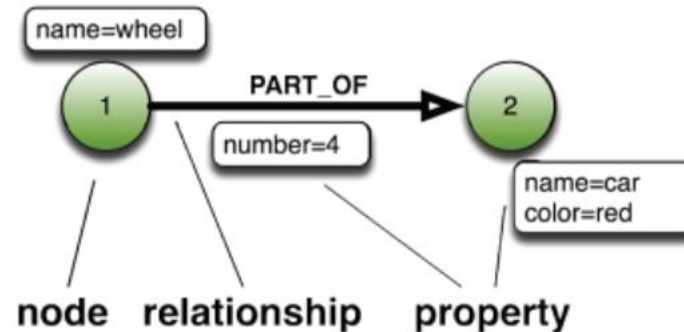 name=wheel
1
PART_OF
2
number=4
name=car
color=red
node relationship property